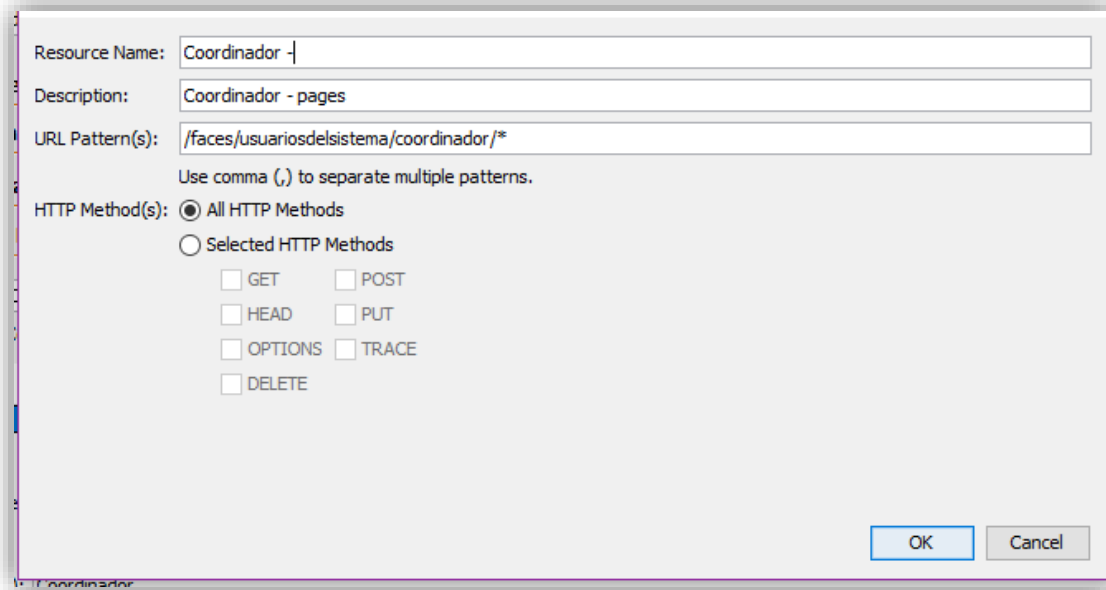 Resource Name: Coordinador -
Description: Coordinador - pages
URL Pattern(s): /faces/usuariosdelsistema/coordinador/*
Use comma (,) to separate multiple patterns.
HTTP Method(s): All HTTP Methods
Selected HTTP Methods
GET POST
HEAD PUT
OPTIONS TRACE
DELETE
OK Cancel
Coordinador